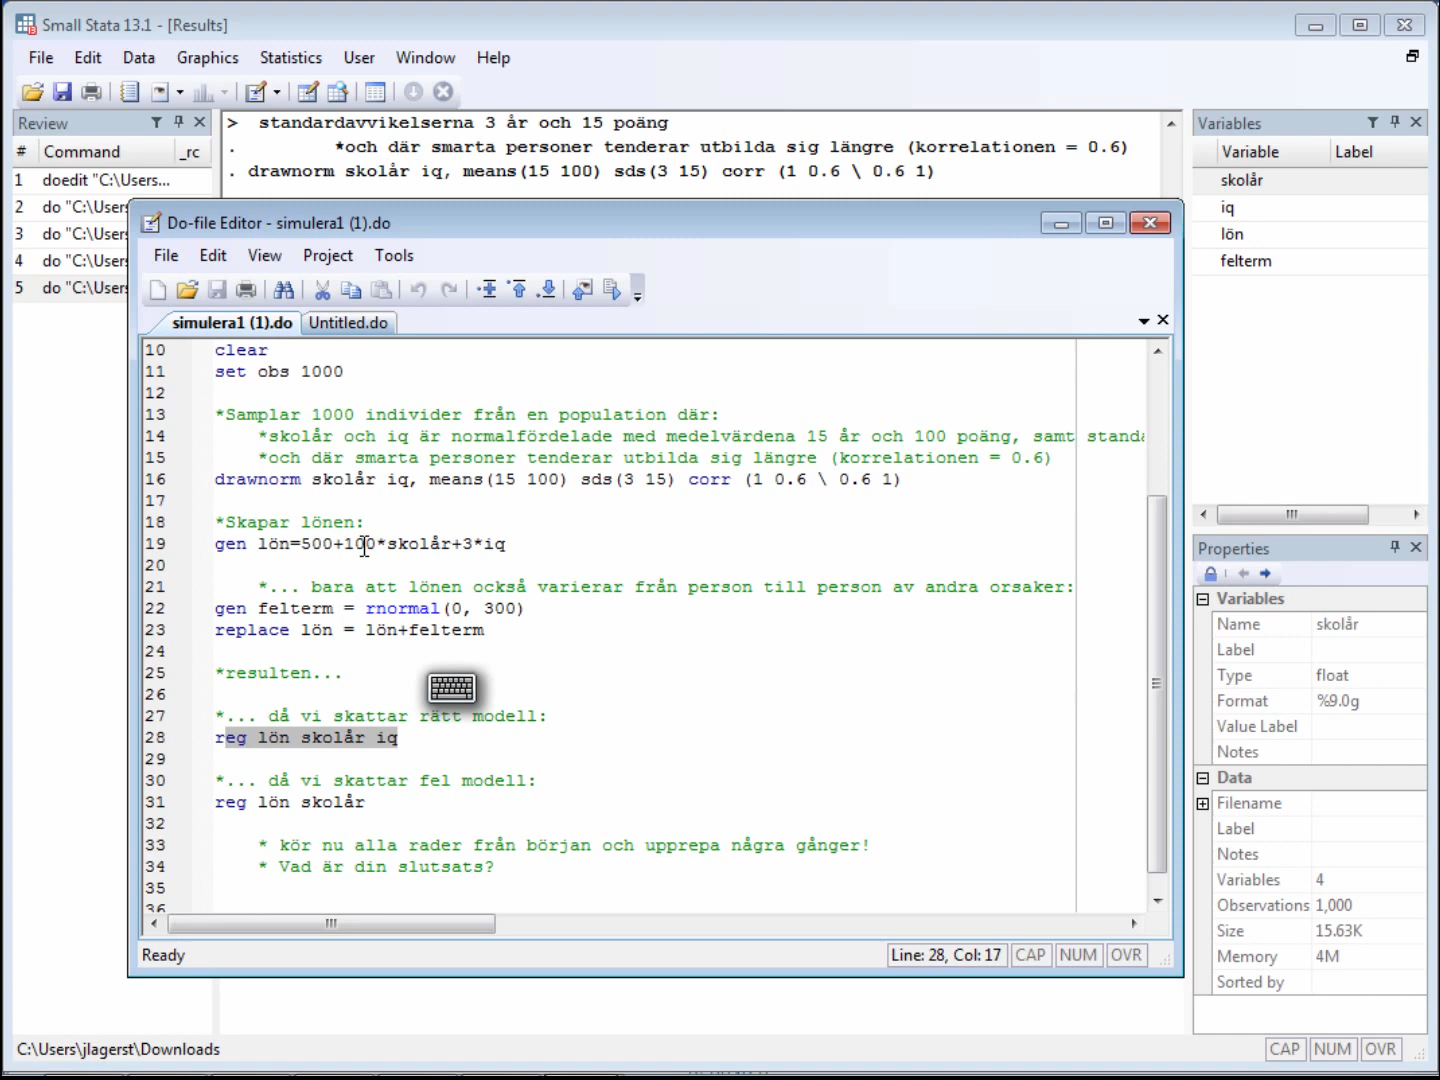 Small Stata 13.1 - [Results]
File Edit Data Graphics Statistics User Window Help
Review
# Command _rc
1 doedit "C:\Users...
2 do "C:\Users
3 do "C:\Users
4 do "C:\Users
5 do "C:\Users
> standardavvikelserna 3 år och 15 poäng
. *och där smarta personer tenderar utbilda sig längre (korrelationen = 0.6)
. drawnorm skolår iq, means(15 100) sds(3 15) corr (1 0.6 \ 0.6 1)
Do-file Editor - simulera1 (1).do
File Edit View Project Tools
simulera1 (1).do Untitled.do
10 clear
11 set obs 1000
12
13 *Samplar 1000 individer från en population där:
14 *skolår och iq är normalfördelade med medelvärdena 15 år och 100 poäng, samt standa
15 *och där smarta personer tenderar utbilda sig längre (korrelationen = 0.6)
16 drawnorm skolår iq, means(15 100) sds(3 15) corr (1 0.6 \ 0.6 1)
17
18 *Skapar lönen:
19 gen lön=500+100*skolår+3*iq
20
21 *... bara att lönen också varierar från person till person av andra orsaker:
22 gen felterm = rnormal(0, 300)
23 replace lön = lön+felterm
24
25 *resulten...
26
27 *... då vi skattar rätt modell:
28 reg lön skolår iq
29
30 *... då vi skattar fel modell:
31 reg lön skolår
32
33 * kör nu alla rader från början och upprepa några gånger!
34 * Vad är din slutsats?
35
36
Ready
Line: 28, Col: 17 CAP NUM OVR
Variables
Variable Label
skolår
iq
lön
felterm
Properties
Variables
Name skolår
Label
Type float
Format %9.0g
Value Label
Notes
Data
Filename
Label
Notes
Variables 4
Observations 1,000
Size 15.63K
Memory 4M
Sorted by
C:\Users\jlagerst\Downloads
CAP NUM OVR